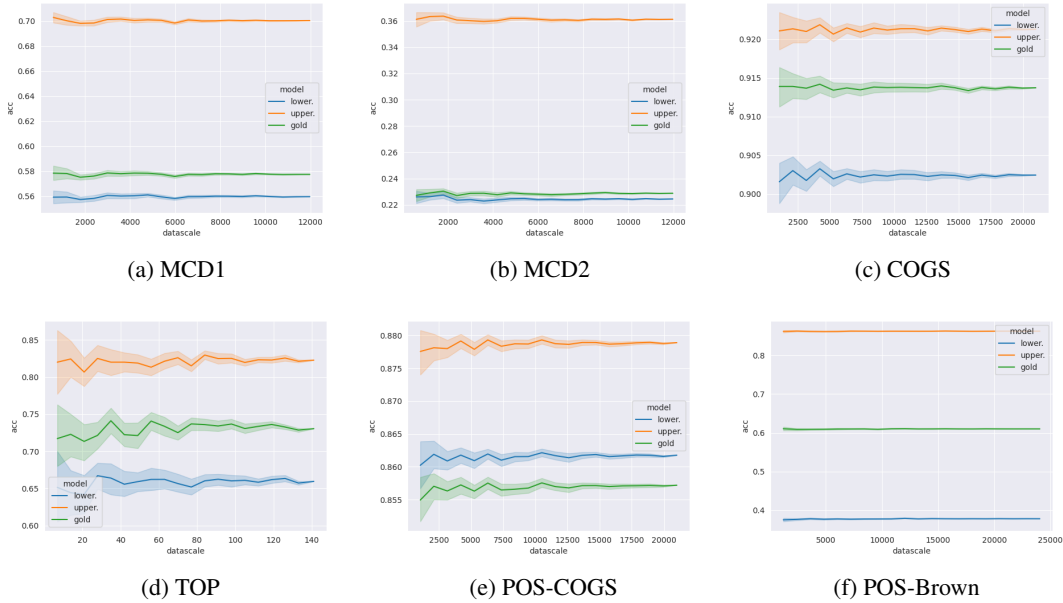 0.70
0.68
0.66
0.64
0.62
0.60
0.58
0.56
acc
model
lower.
upper.
gold
2000 4000 6000 8000 10000 12000
datascale
(a) MCD1
0.36
0.34
0.32
0.30
0.28
0.26
0.24
0.22
acc
model
lower.
upper.
gold
2000 4000 6000 8000 10000 12000
datascale
(b) MCD2
0.920
0.915
0.910
0.905
0.900
acc
model
lower.
upper.
gold
2500 5000 7500 10000 12500 15000 17500 20000
datascale
(c) COGS
0.85
0.80
0.75
0.70
0.65
0.60
acc
model
lower.
upper.
gold
20 40 60 80 100 120 140
datascale
(d) TOP
0.880
0.875
0.870
0.865
0.860
0.855
acc
model
lower.
upper.
gold
2500 5000 7500 10000 12500 15000 17500 20000
datascale
(e) POS-COGS
0.8
0.7
0.6
0.5
0.4
acc
model
lower.
upper.
gold
5000 10000 15000 20000 25000
datascale
(f) POS-Brown